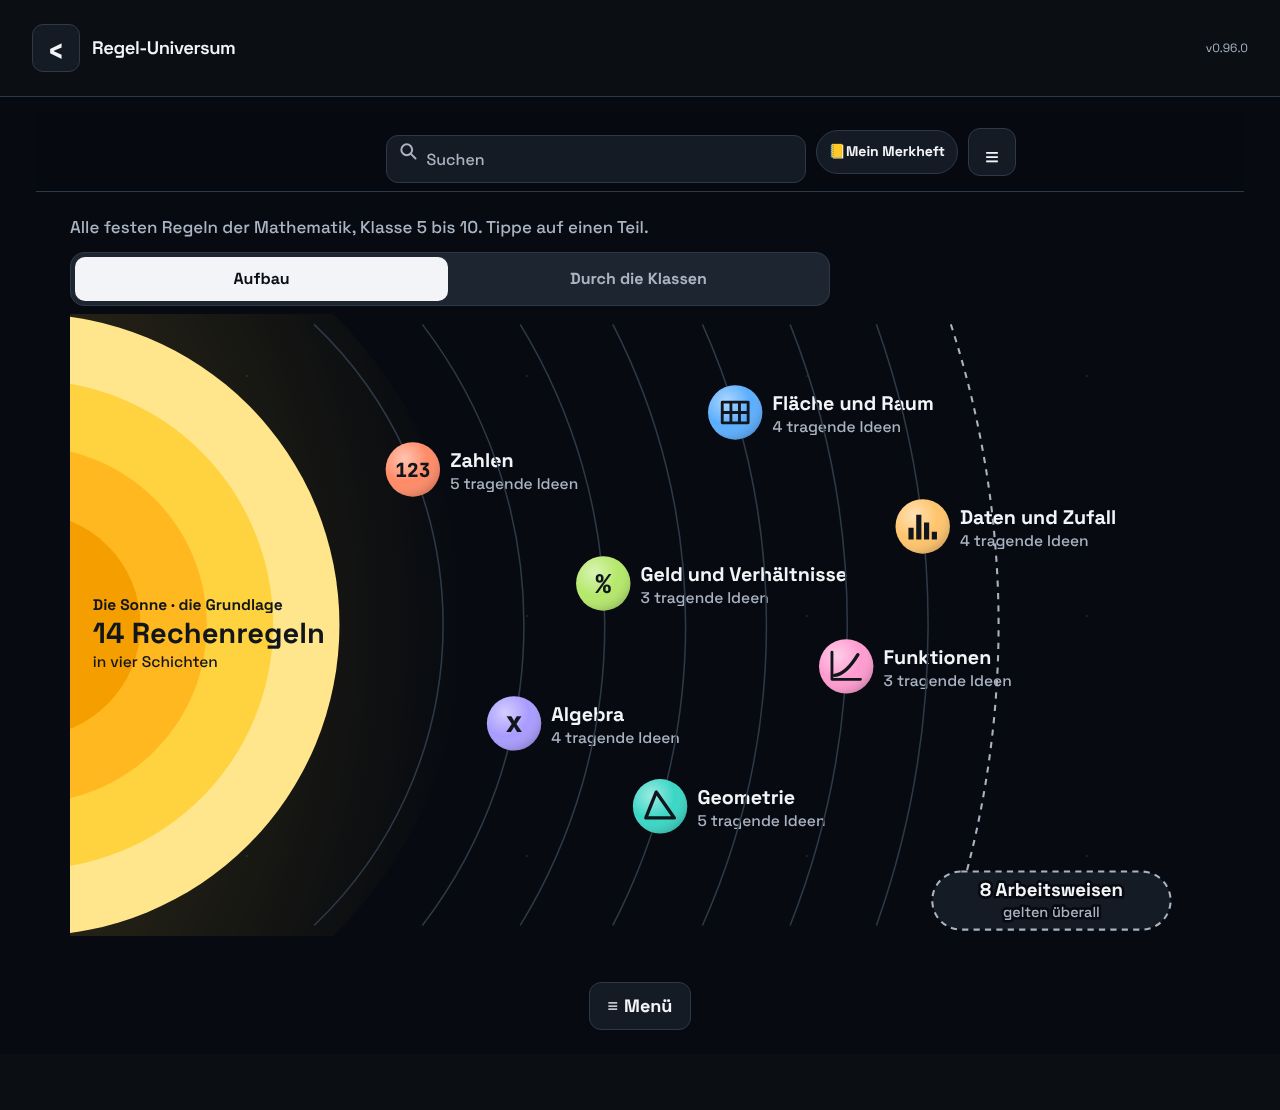 <
Regel-Universum
v0.96.0
Suchen
📒Mein Merkheft
≡
Alle festen Regeln der Mathematik, Klasse 5 bis 10. Tippe auf einen Teil.
Aufbau
Durch die Klassen
Fläche und Raum
4 tragende Ideen
123
Zahlen
5 tragende Ideen
Daten und Zufall
4 tragende Ideen
%
Geld und Verhältnisse
3 tragende Ideen
Die Sonne · die Grundlage
14 Rechenregeln
in vier Schichten
Funktionen
3 tragende Ideen
x
Algebra
4 tragende Ideen
Geometrie
5 tragende Ideen
8 Arbeitsweisen
gelten überall
≡ Menü